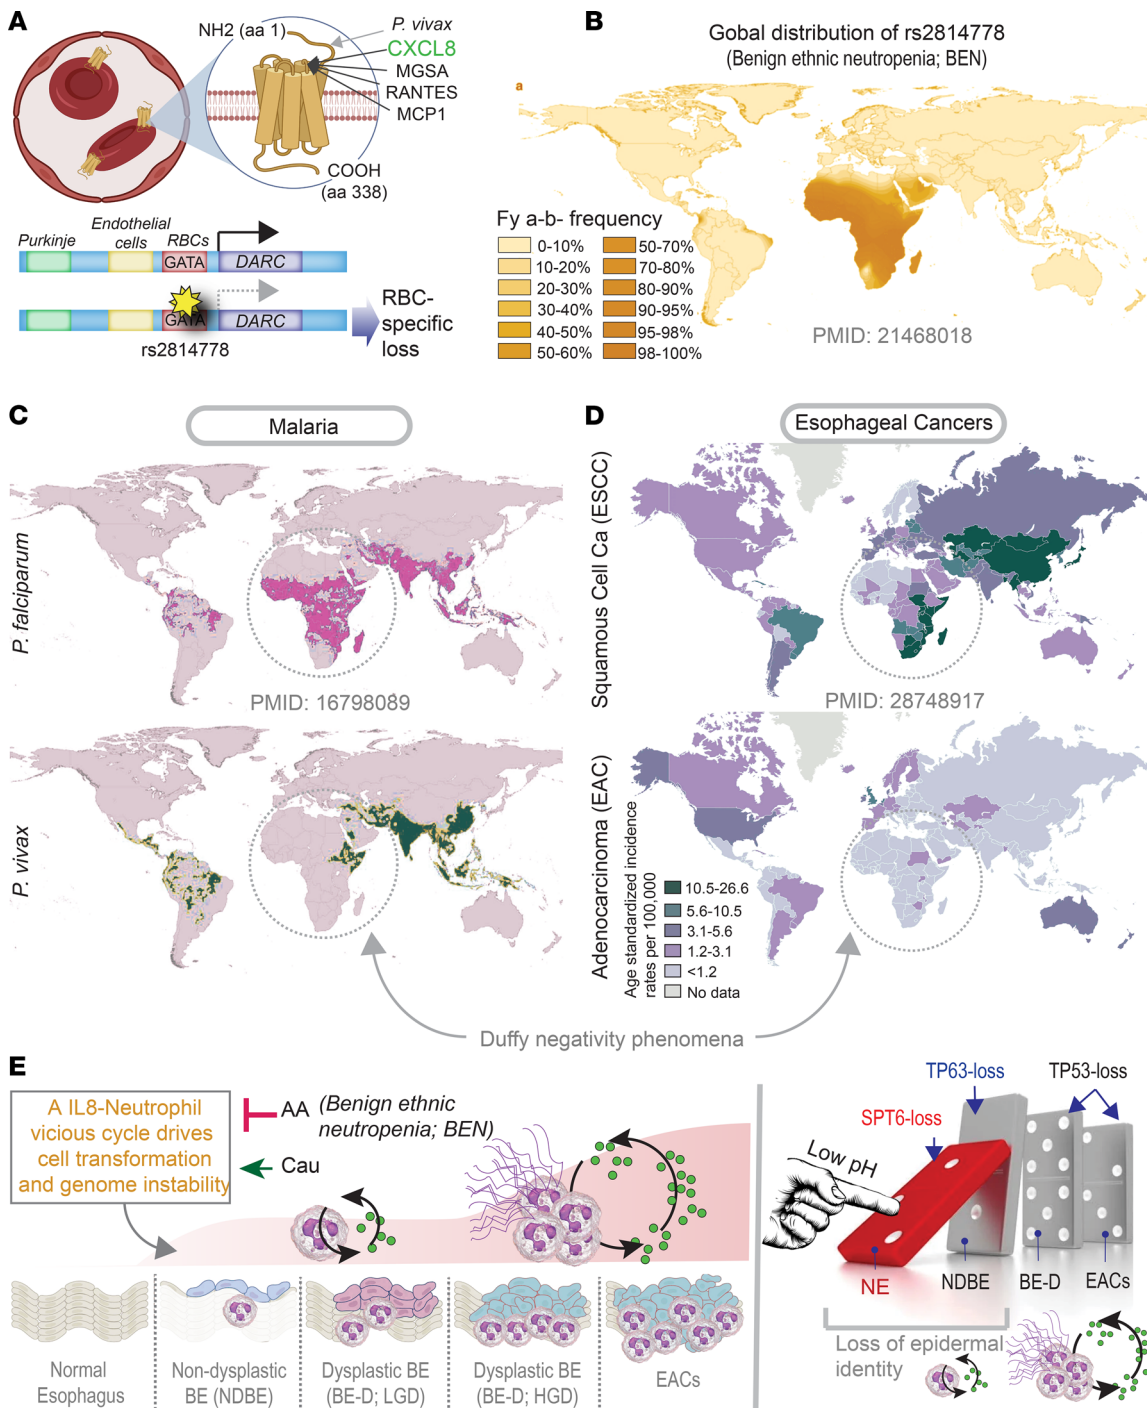 A
NH2 (aa 1)
P. vivax
CXCL8
MGSA
RANTES
MCP1
COOH
(aa 338)
Purkinje
Endothelial
cells
RBCs
GATA
DARC
GATA
DARC
rs2814778
RBC-
specific
loss
B
Gobal distribution of rs2814778
(Benign ethnic neutropenia; BEN)
a
Fy a-b- frequency
0-10%
10-20%
20-30%
30-40%
40-50%
50-60%
50-70%
70-80%
80-90%
90-95%
95-98%
98-100%
PMID: 21468018
C
Malaria
P. falciparum
PMID: 16798089
P. vivax
D
Esophageal Cancers
Squamous Cell Ca (ESCC)
PMID: 28748917
Adenocarcinoma (EAC)
Age standardized incidence
rates per 100,000
10.5-26.6
5.6-10.5
3.1-5.6
1.2-3.1
<1.2
No data
Duffy negativity phenomena
E
A IL8-Neutrophil
vicious cycle drives
cell transformation
and genome instability
AA (Benign ethnic
neutropenia; BEN)
Cau
Normal
Esophagus
Non-dysplastic
BE (NDBE)
Dysplastic BE
(BE-D; LGD)
Dysplastic BE
(BE-D; HGD)
EACs
TP63-loss
TP53-loss
SPT6-loss
Low pH
NE
NDBE
BE-D
EACs
Loss of epidermal
identity